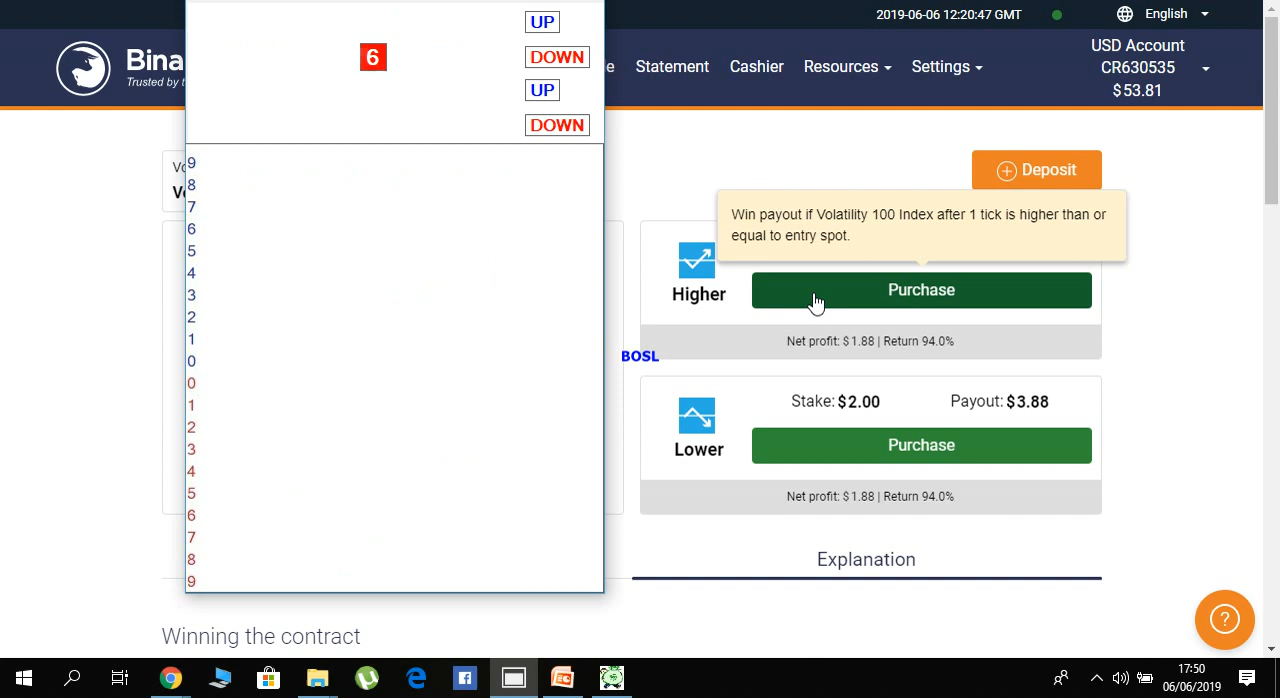 2019-06-06 12:20:47 GMT
English
Bina
Trusted by t
Statement
Cashier
Resources
Settings
USD Account
CR630535
$53.81
UP
DOWN
UP
DOWN
6
9
8
7
6
5
4
3
2
1
0
0
1
2
3
4
5
6
7
8
9
Deposit
Win payout if Volatility 100 Index after 1 tick is higher than or
equal to entry spot.
Higher
Purchase
Net profit: $1.88 | Return 94.0%
BOSL
Stake: $2.00 Payout: $3.88
Lower
Purchase
Net profit: $1.88 | Return 94.0%
Explanation
Winning the contract
17:50
06/06/2019